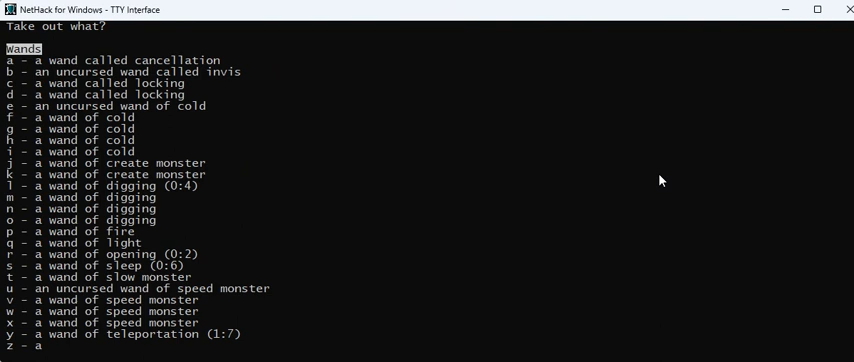 NetHack for Windows - TTY Interface
Take out what?
Wands
a - a wand called cancellation
b - an uncursed wand called invis
c - a wand called locking
d - a wand called locking
e - an uncursed wand of cold
f - a wand of cold
g - a wand of cold
h - a wand of cold
i - a wand of cold
j - a wand of create monster
k - a wand of create monster
l - a wand of digging (0:4)
m - a wand of digging
n - a wand of digging
o - a wand of digging
p - a wand of fire
q - a wand of light
r - a wand of opening (0:2)
s - a wand of sleep (0:6)
t - a wand of slow monster
u - an uncursed wand of speed monster
v - a wand of speed monster
w - a wand of speed monster
x - a wand of speed monster
y - a wand of teleportation (1:7)
z - a